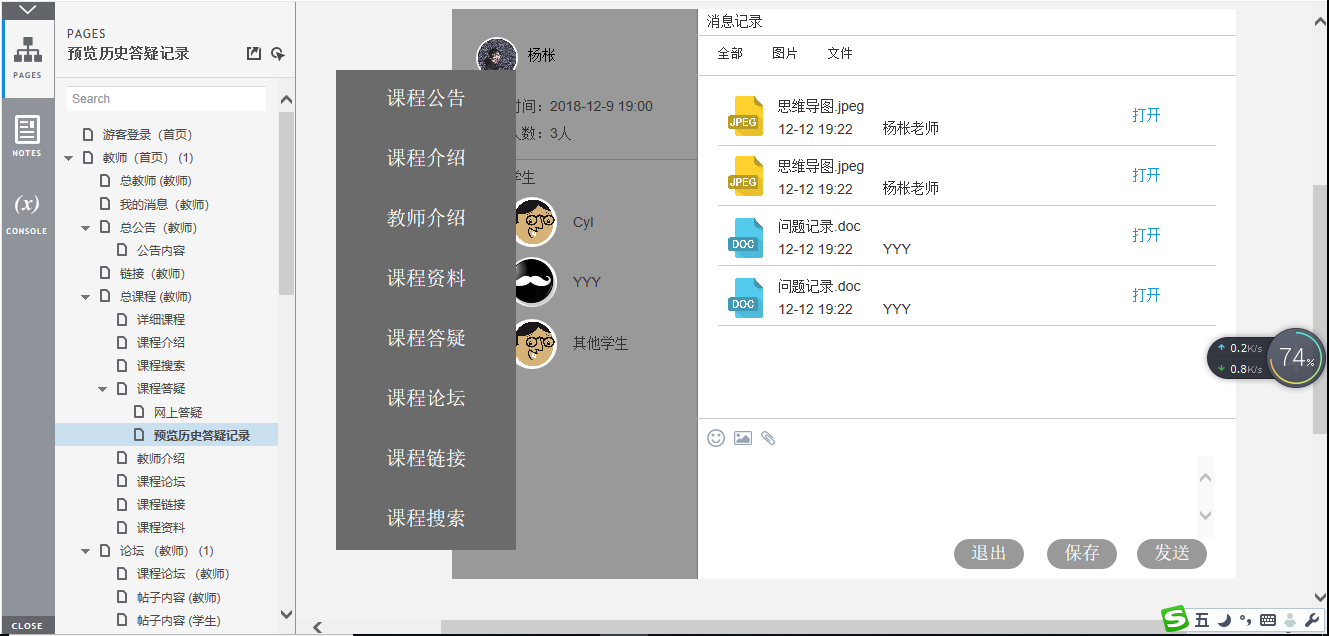 PAGES
NOTES
(x)
CONSOLE
CLOSE
PAGES
预览历史答疑记录
Search
游客登录（首页）
教师（首页） (1)
总教师 (教师)
我的消息（教师）
总公告（教师）
公告内容
链接（教师）
总课程 (教师)
详细课程
课程介绍
课程搜索
课程答疑
网上答疑
预览历史答疑记录
教师介绍
课程论坛
课程链接
课程资料
论坛 （教师） (1)
课程论坛 （教师）
帖子内容 (教师)
帖子内容 (学生)
课程公告
课程介绍
教师介绍
课程资料
课程答疑
课程论坛
课程链接
课程搜索
杨枨
时间：2018-12-9 19:00
人数：3人
学生
Cyl
YYY
其他学生
消息记录
全部 图片 文件
JPEG
思维导图.jpeg
12-12 19:22 杨枨老师
打开
JPEG
思维导图.jpeg
12-12 19:22 杨枨老师
打开
DOC
问题记录.doc
12-12 19:22 YYY
打开
DOC
问题记录.doc
12-12 19:22 YYY
打开
退出 保存 发送
0.2K/s
0.8K/s
74%
S 五